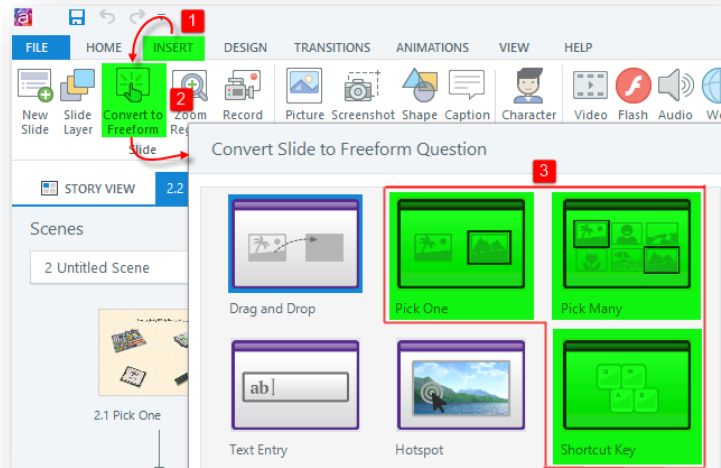 1
FILE HOME INSERT DESIGN TRANSITIONS ANIMATIONS VIEW HELP
2
New Slide Convert to Zoom Record Picture Screenshot Shape Caption Character Video Flash Audio
Slide Layer Freeform
Slide
Convert Slide to Freeform Question
3
STORY VIEW 2.2
Scenes
2 Untitled Scene
Drag and Drop Pick One Pick Many
ab
2.1 Pick One
Text Entry Hotspot Shortcut Key